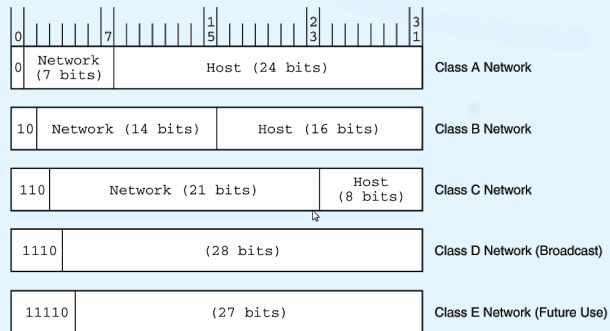 0 7 1 5 2 3 3 1
0 Network (7 bits) Host (24 bits) Class A Network
10 Network (14 bits) Host (16 bits) Class B Network
110 Network (21 bits) Host (8 bits) Class C Network
1110 (28 bits) Class D Network (Broadcast)
11110 (27 bits) Class E Network (Future Use)